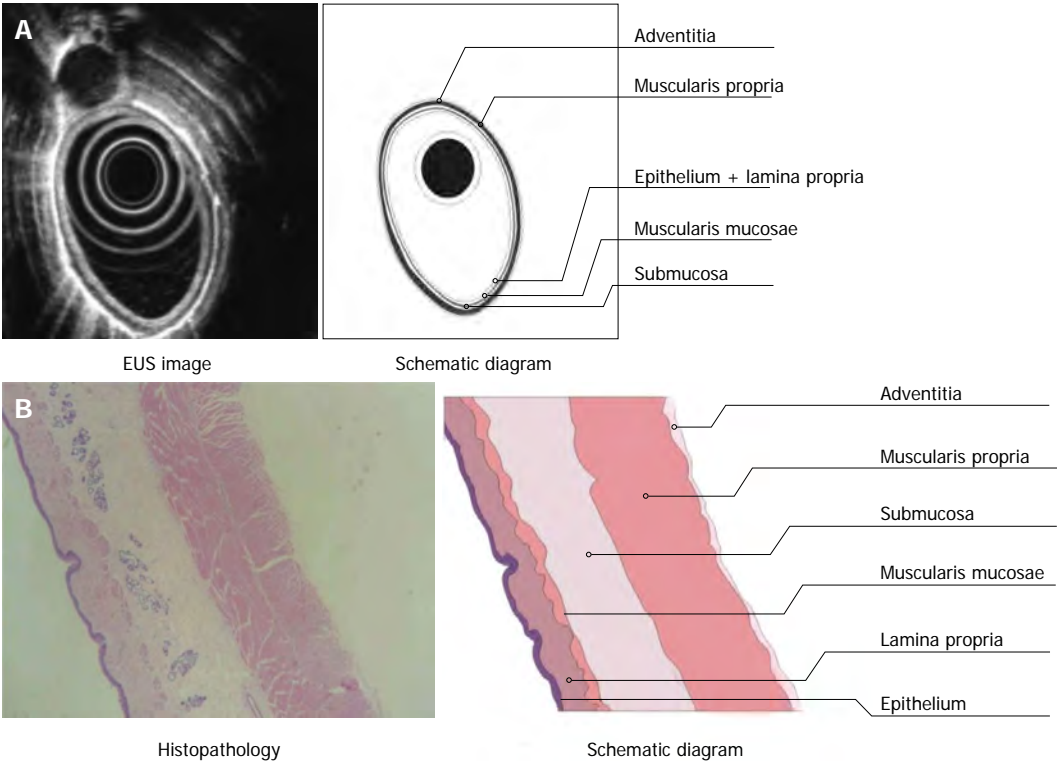 A
Adventitia
Muscularis propria
Epithelium + lamina propria
Muscularis mucosae
Submucosa
EUS image
Schematic diagram
B
Adventitia
Muscularis propria
Submucosa
Muscularis mucosae
Lamina propria
Epithelium
Histopathology
Schematic diagram